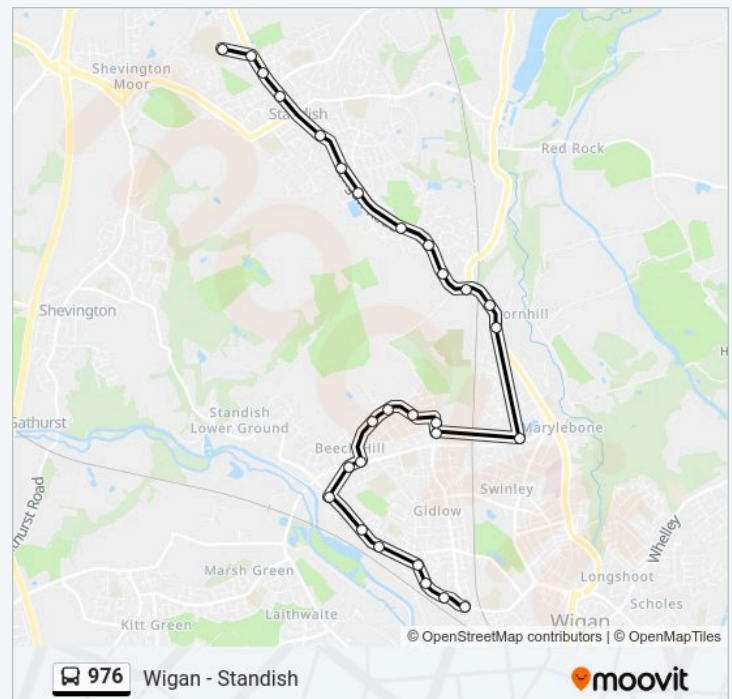 Shevington
Moor
Standish
Red Rock
Shevington
Gathurst
Standish
Lower Ground
Beech Hill
Marylebone
Swinley
Gidlow
Whelley
Marsh Green
Longshoot
Laithwaite
Scholes
Kitt Green
Wigan
© OpenStreetMap contributors | © OpenMapTiles
976 Wigan - Standish
moovit